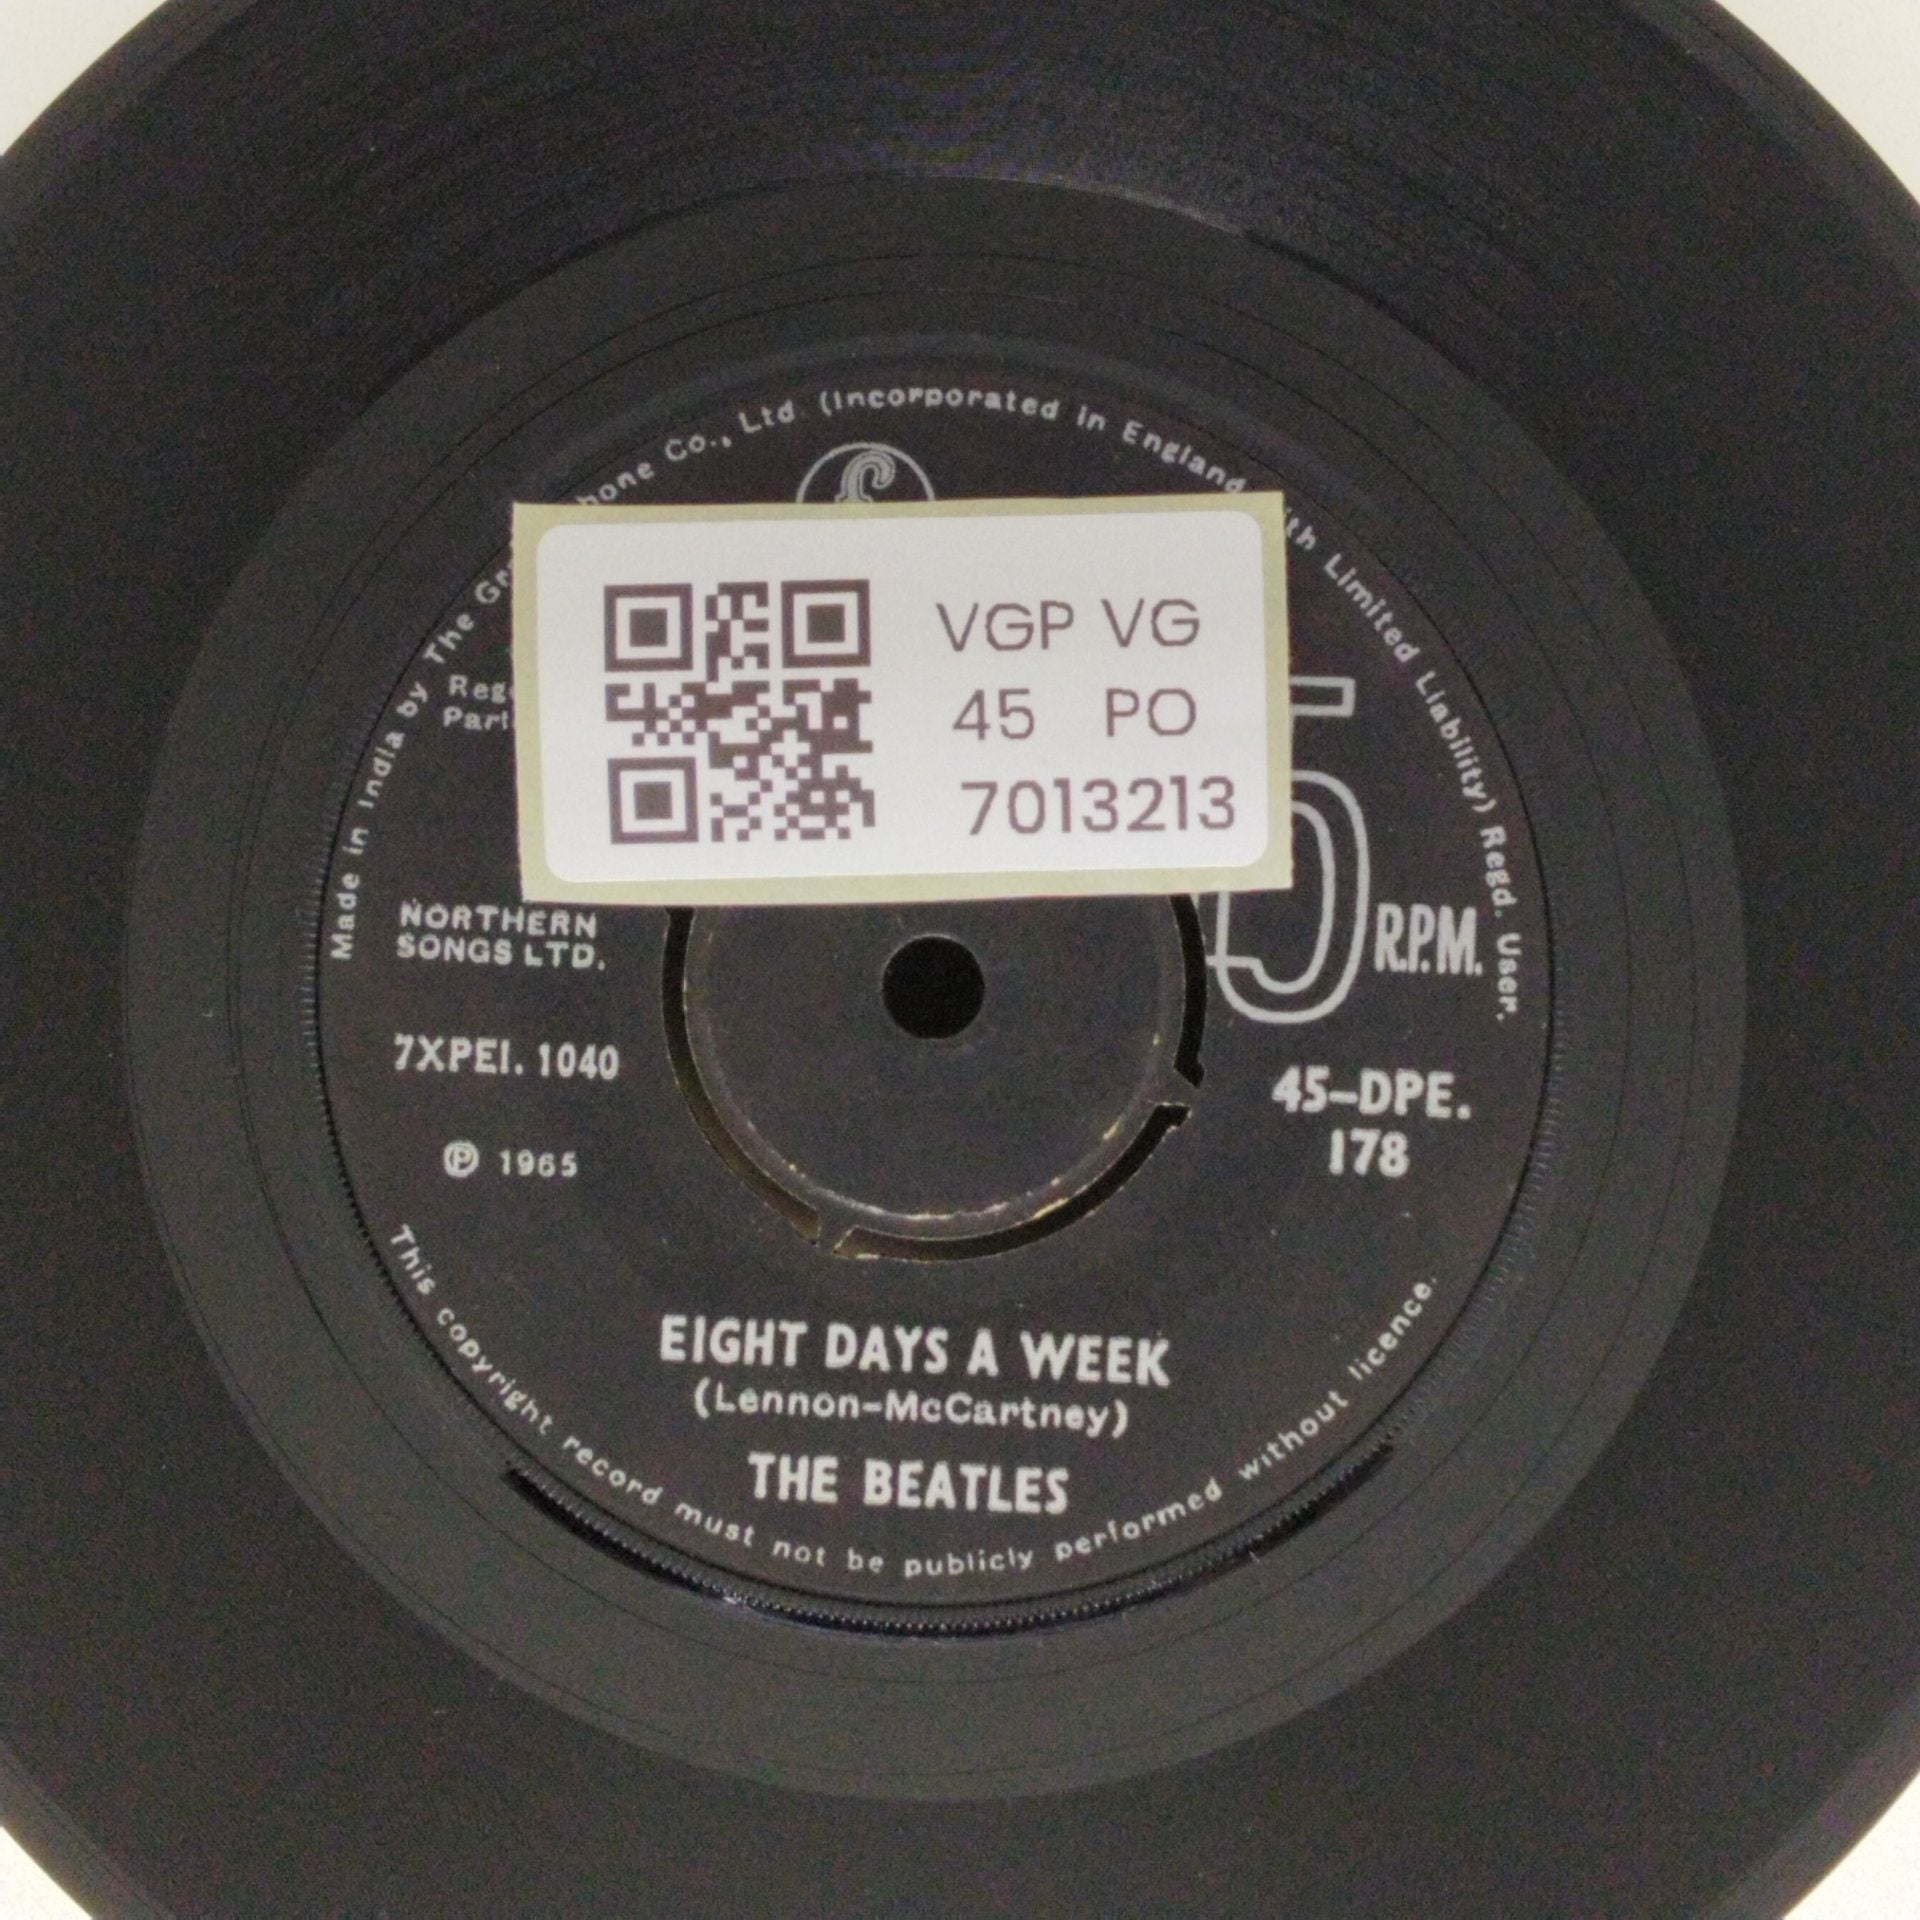 Made in India by The Gr
hone Co., Ltd. (Incorporated in England
ith Limited Liability) Regd. User.
£
VGP VG
45 PO
7013213
Reg
Part
5
R.P.M.
NORTHERN
SONGS LTD.
7XPEI. 1040
45-DPE.
178
℗ 1965
EIGHT DAYS A WEEK
(Lennon-McCartney)
THE BEATLES
This copyright record must not be publicly performed without licence.